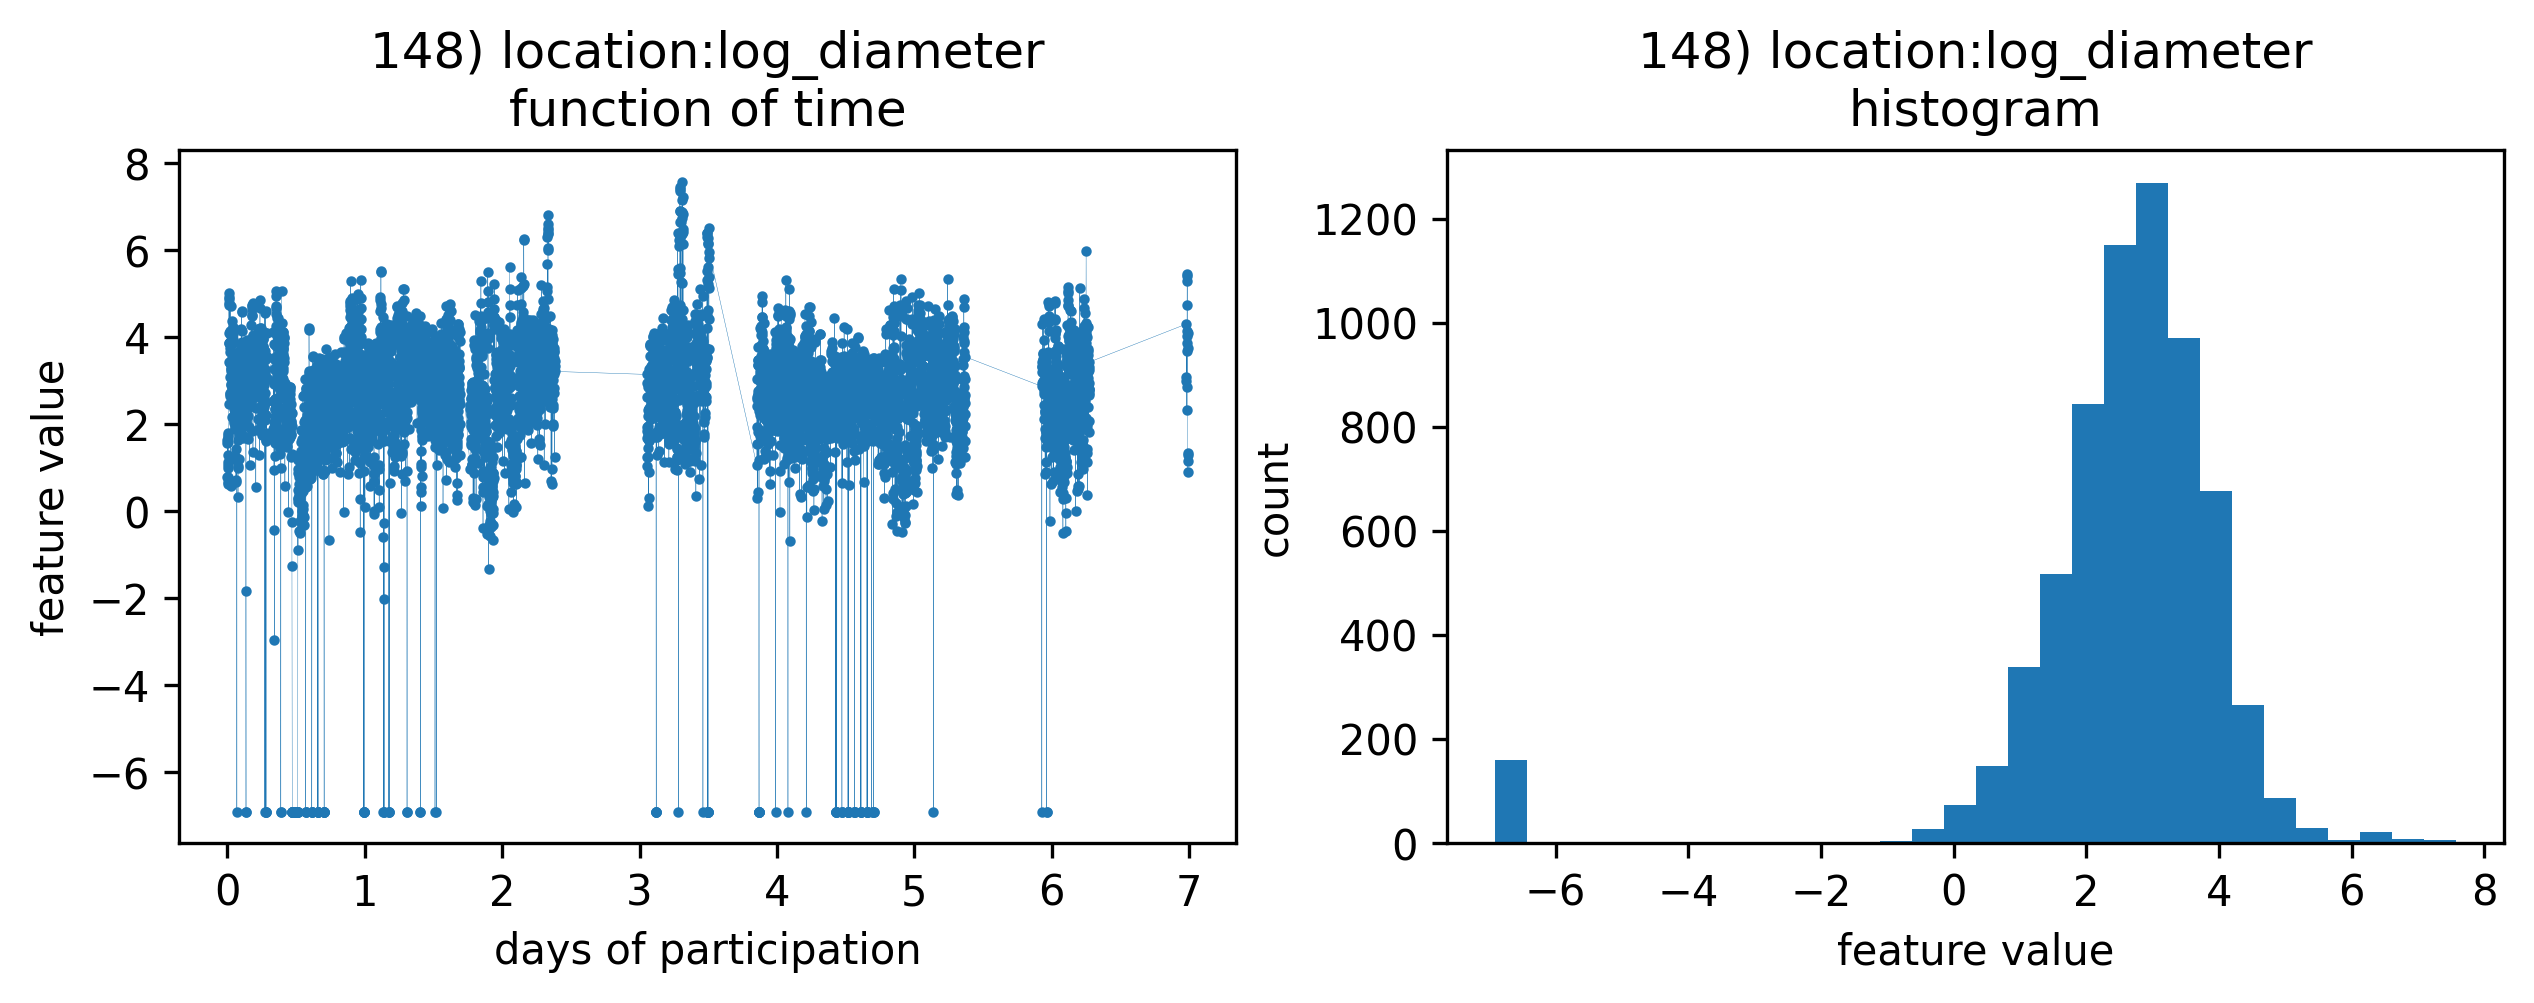 148) location:log_diameter
function of time
8
6
4
2
0
−2
−4
−6
feature value
0 1 2 3 4 5 6 7
days of participation
148) location:log_diameter
histogram
1200
1000
800
600
400
200
0
count
−6 −4 −2 0 2 4 6 8
feature value